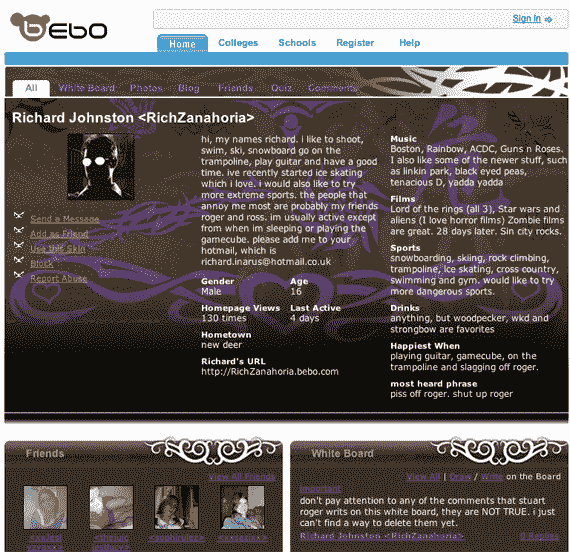 bEBO
Sign In
Home Colleges Schools Register Help
All White Board Photos Blog Friends Quiz Comments
Richard Johnston <RichZanahoria>
Send a Message
Add as Friend
Use this Skin
Block
Report Abuse
hi, my names richard. i like to shoot,
swim, ski, snowboard go on the
trampoline, play guitar and have a good
time. ive recently started ice skating
which i love. i would also like to try
more extreme sports. the people that
annoy me most are probably my friends
roger and ross. im usually active except
from when im sleeping or playing the
gamecube. please add me to your
hotmail, which is
richard.inarus@hotmail.co.uk
Gender Age
Male 16
Homepage Views Last Active
130 times 4 days
Hometown
new deer
Richard's URL
http://RichZanahoria.bebo.com
Music
Boston, Rainbow, ACDC, Guns n Roses.
I also like some of the newer stuff, such
as linkin park, black eyed peas,
tenacious D, yadda yadda
Films
Lord of the rings (all 3), Star wars and
aliens (I love horror films) Zombie films
are great. 28 days later. Sin city rocks.
Sports
snowboarding, skiing, rock climbing,
trampoline, ice skating, cross country,
swimming and gym. would like to try
more dangerous sports.
Drinks
anything, but woodpecker, wkd and
strongbow are favorites
Happiest When
playing guitar, gamecube, on the
trampoline and slagging off roger.
most heard phrase
piss off roger. shut up roger
Friends
View All Friends
White Board
View All | Draw / Write on the Board
important
don't pay attention to any of the comments that stuart
roger writs on this white board, they are NOT TRUE. i just
can't find a way to delete them yet.
Richard Johnston <RichZanahoria> 0 Replies